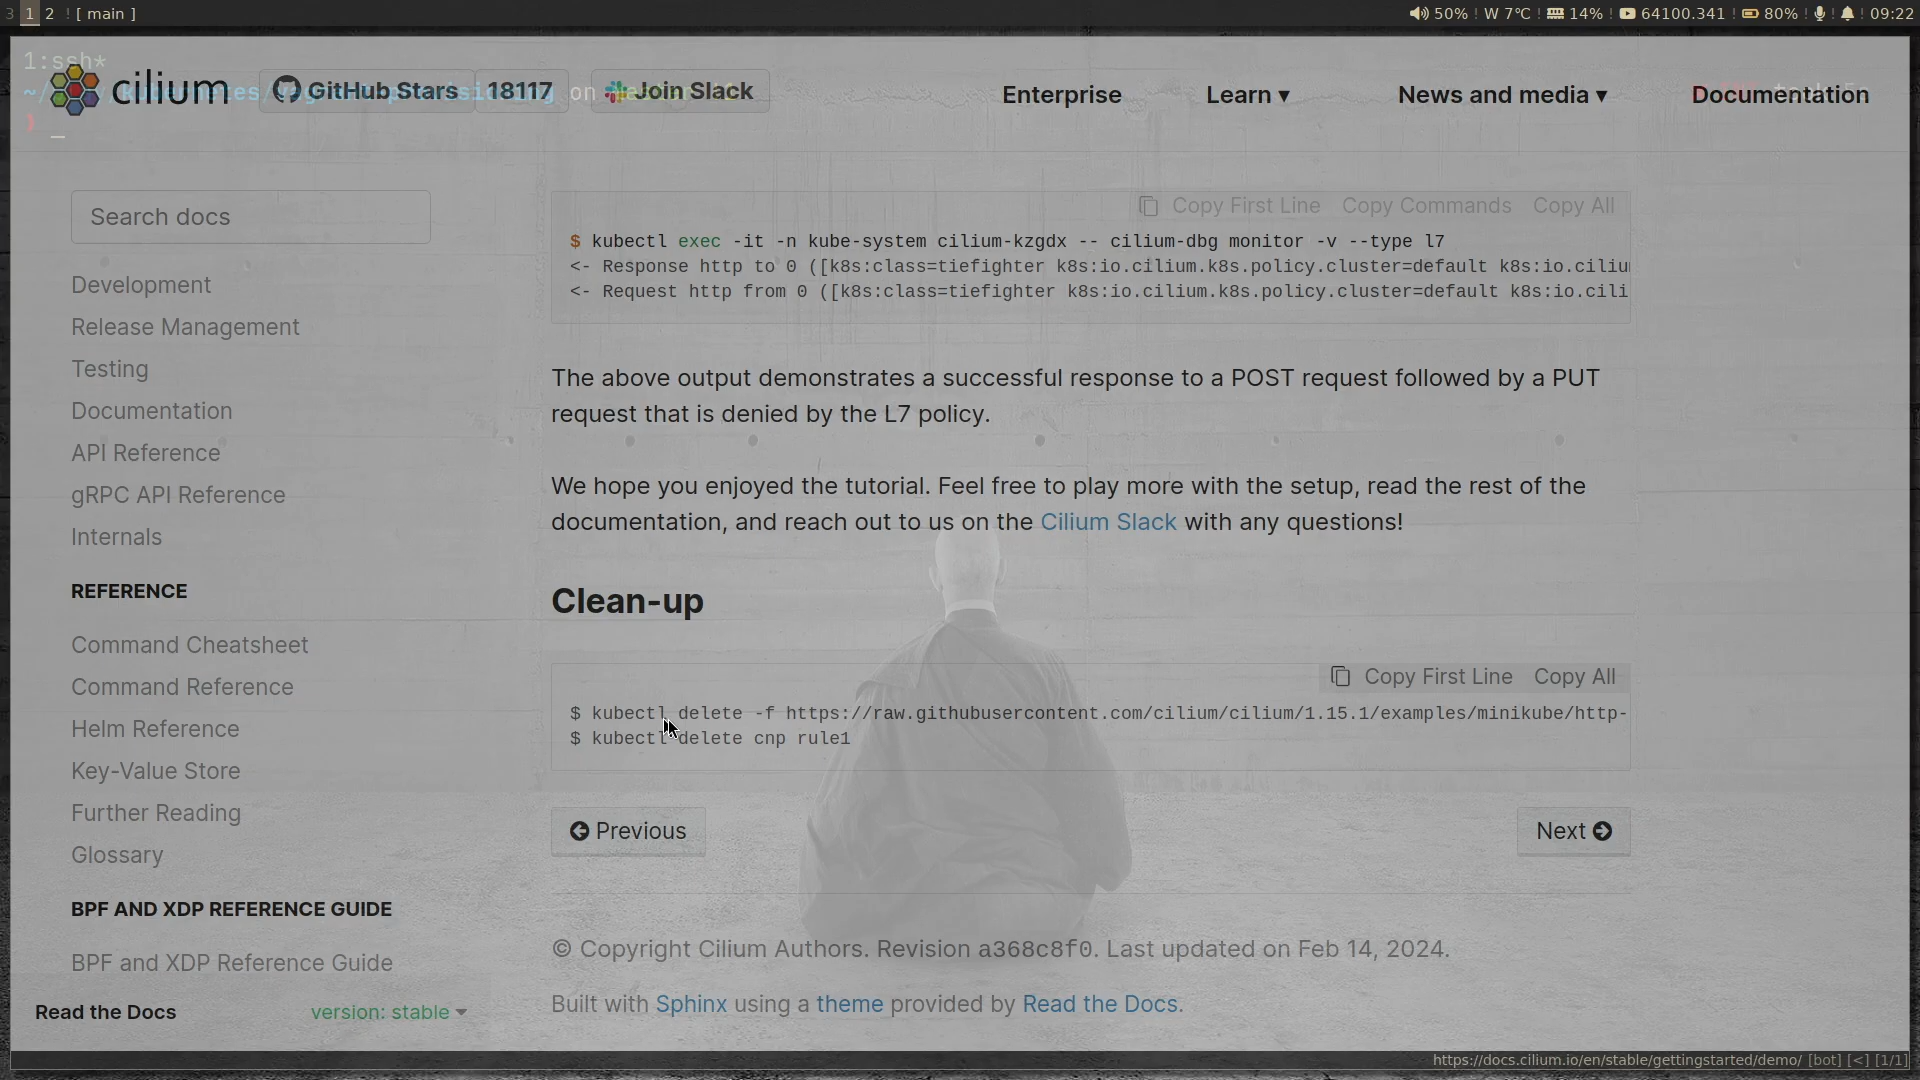 3 1 2 ! [ main ]
50% ! W 7℃ ! 14% ! 64100.341 ! 80% ! ! ! 09:22
1:ssh*
cilium GitHub Stars 18117 on Join Slack Enterprise Learn ▾ News and media ▾ Documentation
❯ _
Search docs
Development
Release Management
Testing
Documentation
API Reference
gRPC API Reference
Internals
REFERENCE
Command Cheatsheet
Command Reference
Helm Reference
Key-Value Store
Further Reading
Glossary
BPF AND XDP REFERENCE GUIDE
BPF and XDP Reference Guide
Read the Docs version: stable
Copy First Line Copy Commands Copy All
$ kubectl exec -it -n kube-system cilium-kzgdx -- cilium-dbg monitor -v --type l7
<- Response http to 0 ([k8s:class=tiefighter k8s:io.cilium.k8s.policy.cluster=default k8s:io.ciliu
<- Request http from 0 ([k8s:class=tiefighter k8s:io.cilium.k8s.policy.cluster=default k8s:io.cili
The above output demonstrates a successful response to a POST request followed by a PUT
request that is denied by the L7 policy.
We hope you enjoyed the tutorial. Feel free to play more with the setup, read the rest of the
documentation, and reach out to us on the Cilium Slack with any questions!
Clean-up
Copy First Line Copy All
$ kubectl delete -f https://raw.githubusercontent.com/cilium/cilium/1.15.1/examples/minikube/http-
$ kubectl delete cnp rule1
Previous
Next
© Copyright Cilium Authors. Revision a368c8f0. Last updated on Feb 14, 2024.
Built with Sphinx using a theme provided by Read the Docs.
https://docs.cilium.io/en/stable/gettingstarted/demo/ [bot] [<] [1/1]